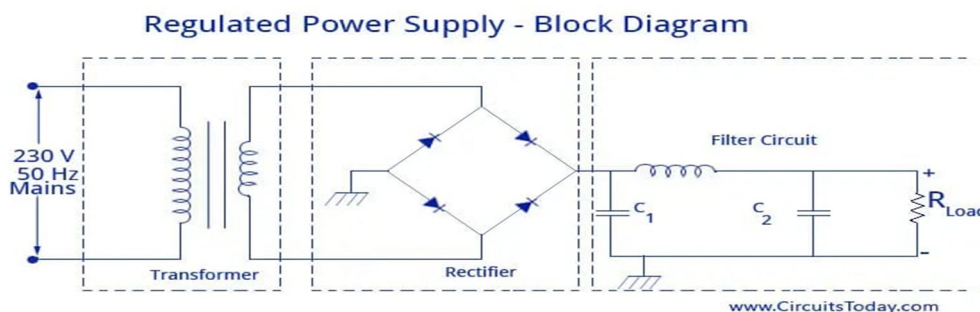 Regulated Power Supply - Block Diagram
230 V
50 Hz
Mains
Transformer
Rectifier
Filter Circuit
C1
C2
+
RLoad
-
www.CircuitsToday.com